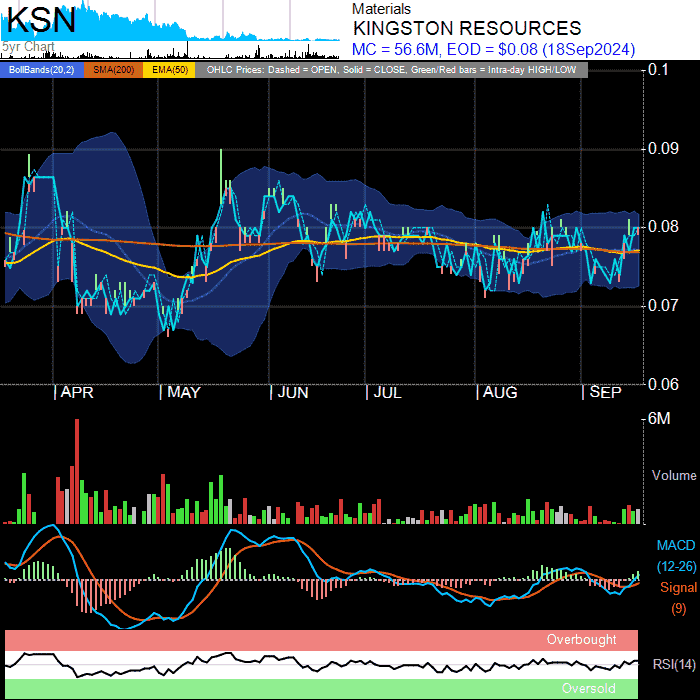 KSN
5yr Chart
Materials
KINGSTON RESOURCES
MC = 56.6M, EOD = $0.08 (18Sep2024)
BollBands(20,2) SMA(200) EMA(50) OHLC Prices: Dashed = OPEN, Solid = CLOSE, Green/Red bars = Intra-day HIGH/LOW
0.1
0.09
0.08
0.07
0.06
APR MAY JUN JUL AUG SEP
6M
Volume
MACD
(12-26)
Signal
(9)
Overbought
RSI(14)
Oversold